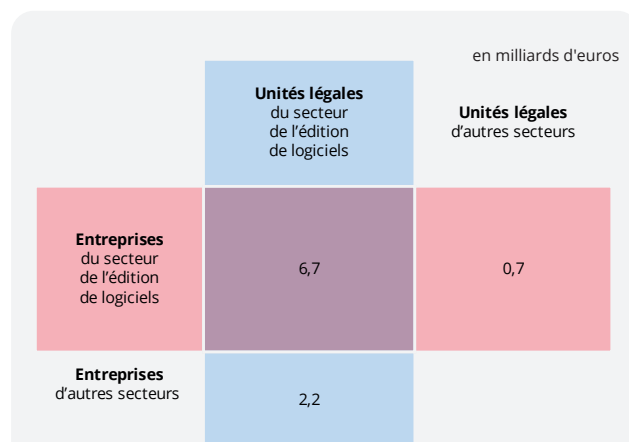 en milliards d'euros
Unités légales
du secteur
de l’édition
de logiciels
Unités légales
d’autres secteurs
Entreprises
du secteur
de l’édition
de logiciels
6,7
0,7
Entreprises
d’autres secteurs
2,2